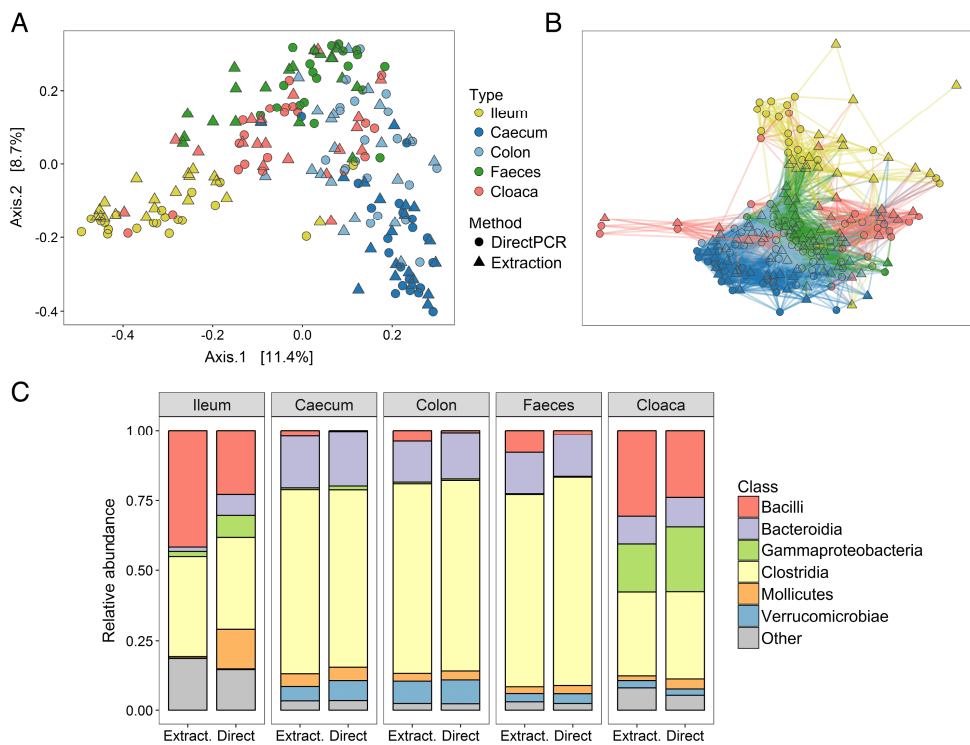 A
B
0.2
0.0
-0.2
-0.4
Axis.2 [8.7%]
-0.4
-0.2
0.0
0.2
Axis.1 [11.4%]
Type
Ileum
Caecum
Colon
Faeces
Cloaca
Method
DirectPCR
Extraction
C
Ileum
Caecum
Colon
Faeces
Cloaca
1.00
0.75
0.50
0.25
0.00
Relative abundance
Extract. Direct
Extract. Direct
Extract. Direct
Extract. Direct
Extract. Direct
Class
Bacilli
Bacteroidia
Gammaproteobacteria
Clostridia
Mollicutes
Verrucomicrobiae
Other